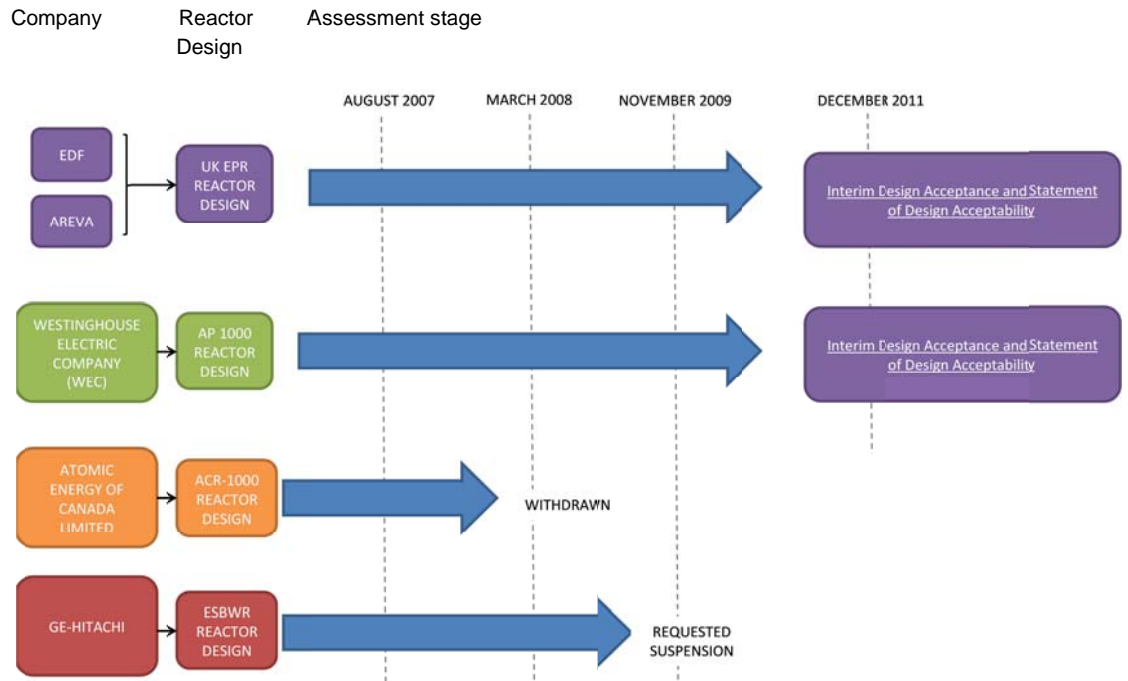 Company Reactor Design Assessment stage
AUGUST 2007 MARCH 2008 NOVEMBER 2009 DECEMBER 2011
EDF
AREVA
UK EPR
REACTOR
DESIGN
Interim Design Acceptance and Statement
of Design Acceptability
WESTINGHOUSE
ELECTRIC
COMPANY
(WEC)
AP 1000
REACTOR
DESIGN
Interim Design Acceptance and Statement
of Design Acceptability
ATOMIC
ENERGY OF
CANADA
LIMITED
ACR-1000
REACTOR
DESIGN
WITHDRAWN
GE-HITACHI
ESBWR
REACTOR
DESIGN
REQUESTED
SUSPENSION